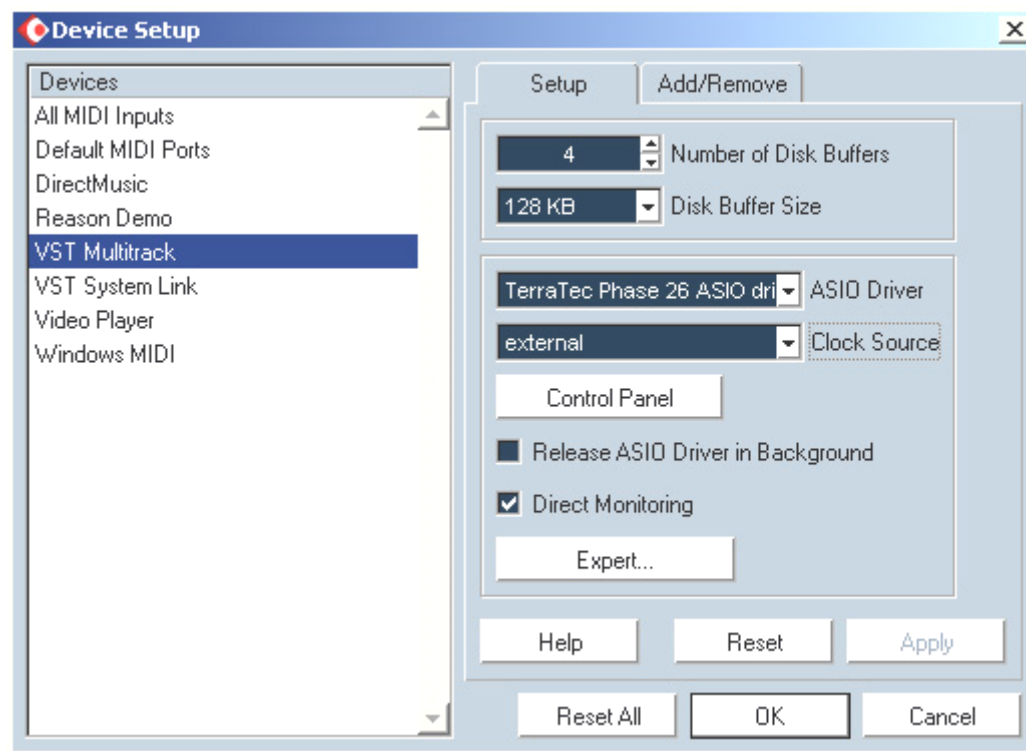 Device Setup
Devices
All MIDI Inputs
Default MIDI Ports
DirectMusic
Reason Demo
VST Multitrack
VST System Link
Video Player
Windows MIDI
Setup
Add/Remove
4 Number of Disk Buffers
128 KB Disk Buffer Size
TerraTec Phase 26 ASIO dri ASIO Driver
external Clock Source
Control Panel
Release ASIO Driver in Background
Direct Monitoring
Expert...
Help Reset Apply
Reset All OK Cancel